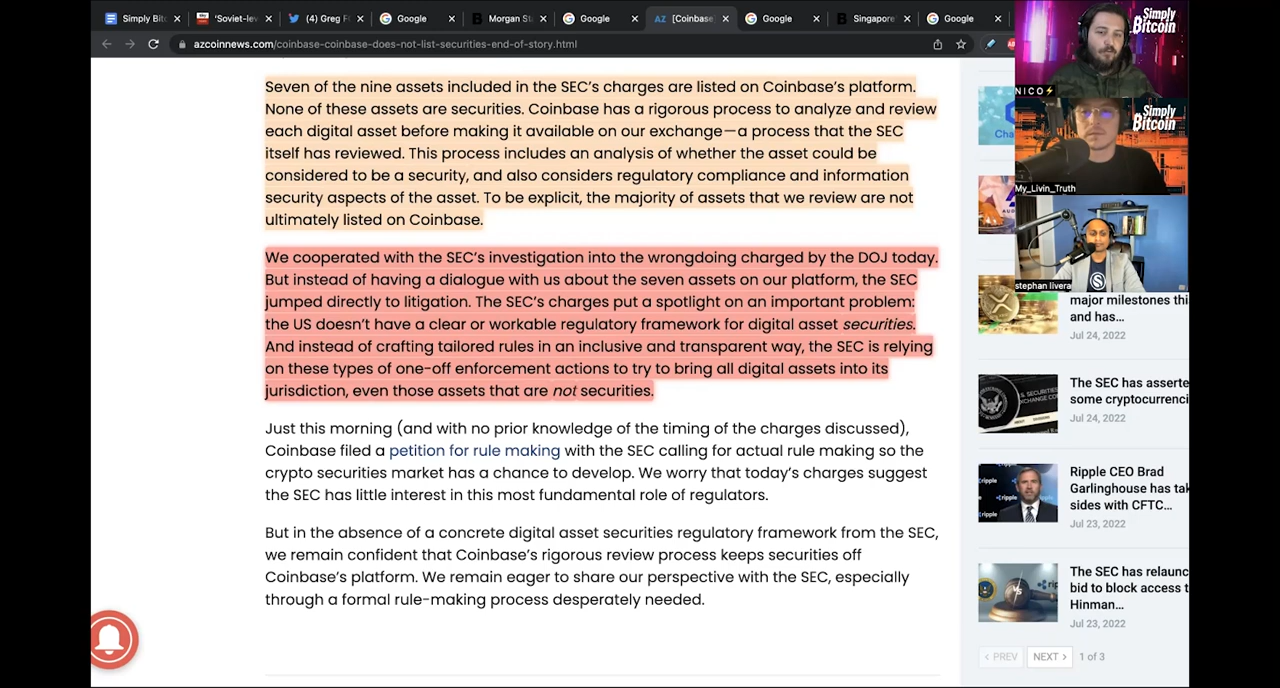 Simply Bit
'Soviet-lev
(4) Greg F
Google
Morgan St
Google
[Coinbase
Google
Singapore
Google
azcoinnews.com/coinbase-coinbase-does-not-list-securities-end-of-story.html
Simply
Bitcoin
NICO⚡
Simply
Bitcoin
My_Livin_Truth
stephan livera
Seven of the nine assets included in the SEC's charges are listed on Coinbase's platform.
None of these assets are securities. Coinbase has a rigorous process to analyze and review
each digital asset before making it available on our exchange—a process that the SEC
itself has reviewed. This process includes an analysis of whether the asset could be
considered to be a security, and also considers regulatory compliance and information
security aspects of the asset. To be explicit, the majority of assets that we review are not
ultimately listed on Coinbase.
We cooperated with the SEC's investigation into the wrongdoing charged by the DOJ today.
But instead of having a dialogue with us about the seven assets on our platform, the SEC
jumped directly to litigation. The SEC's charges put a spotlight on an important problem:
the US doesn't have a clear or workable regulatory framework for digital asset securities.
And instead of crafting tailored rules in an inclusive and transparent way, the SEC is relying
on these types of one-off enforcement actions to try to bring all digital assets into its
jurisdiction, even those assets that are not securities.
Just this morning (and with no prior knowledge of the timing of the charges discussed),
Coinbase filed a petition for rule making with the SEC calling for actual rule making so the
crypto securities market has a chance to develop. We worry that today's charges suggest
the SEC has little interest in this most fundamental role of regulators.
But in the absence of a concrete digital asset securities regulatory framework from the SEC,
we remain confident that Coinbase's rigorous review process keeps securities off
Coinbase's platform. We remain eager to share our perspective with the SEC, especially
through a formal rule-making process desperately needed.
major milestones thi
and has...
Jul 24, 2022
The SEC has asserte
some cryptocurrenci
Jul 24, 2022
Ripple CEO Brad
Garlinghouse has tak
sides with CFTC...
Jul 23, 2022
The SEC has relaunc
bid to block access t
Hinman...
Jul 23, 2022
< PREV
NEXT >
1 of 3